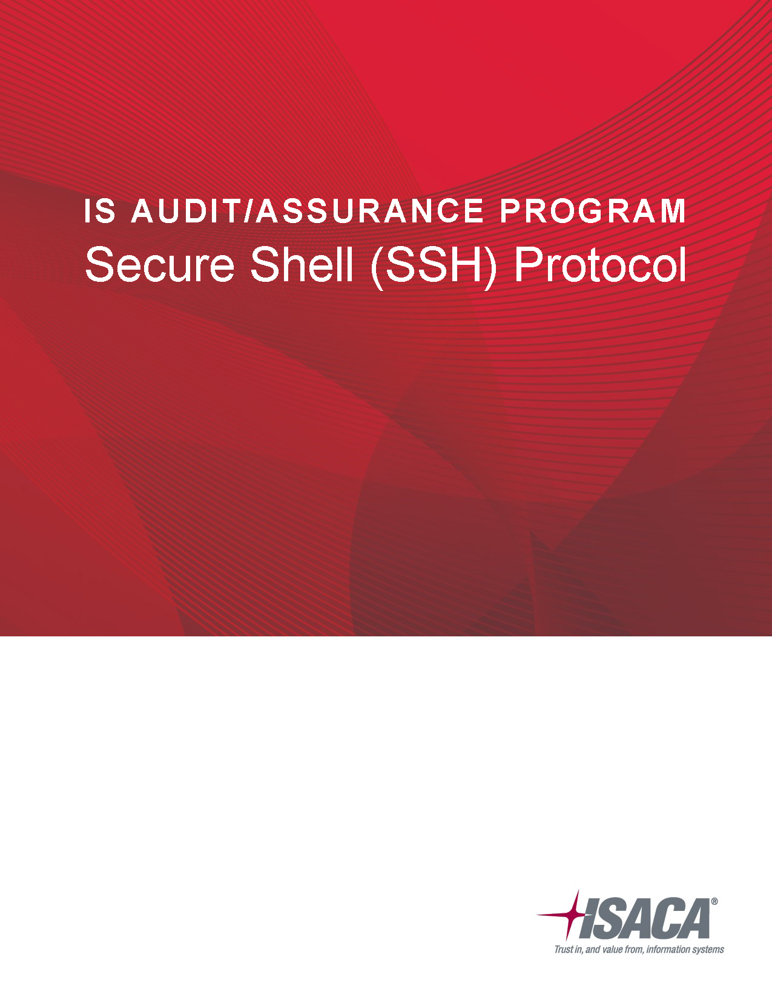 IS AUDIT/ASSURANCE PROGRAM
Secure Shell (SSH) Protocol
ISACA®
Trust in, and value from, information systems